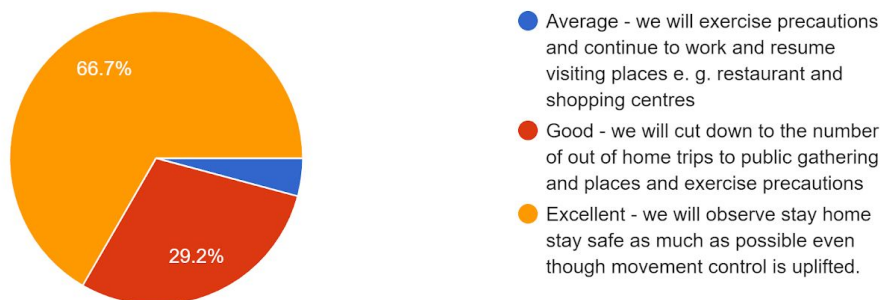 66.7%
29.2%
Average - we will exercise precautions
and continue to work and resume
visiting places e. g. restaurant and
shopping centres
Good - we will cut down to the number
of out of home trips to public gathering
and places and exercise precautions
Excellent - we will observe stay home
stay safe as much as possible even
though movement control is uplifted.